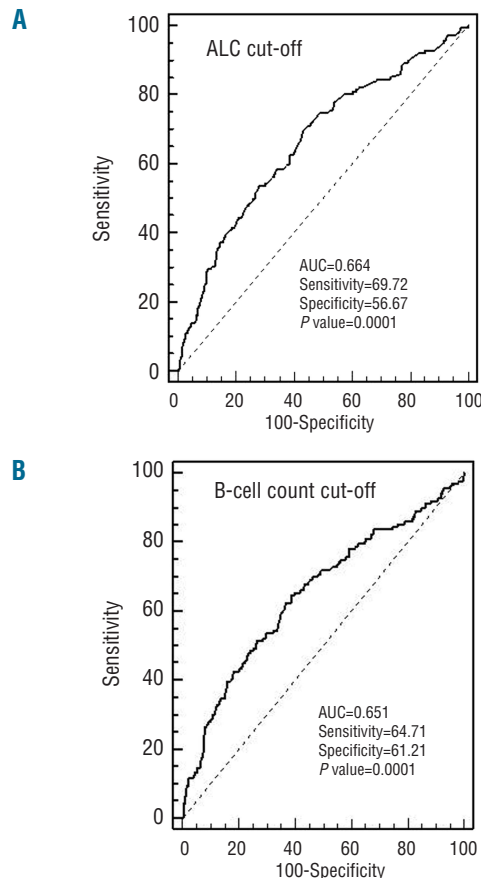 A
ALC cut-off
100
80
60
40
20
0
Sensitivity
AUC=0.664
Sensitivity=69.72
Specificity=56.67
P value=0.0001
0 20 40 60 80 100
100-Specificity
B
B-cell count cut-off
100
80
60
40
20
0
Sensitivity
AUC=0.651
Sensitivity=64.71
Specificity=61.21
P value=0.0001
0 20 40 60 80 100
100-Specificity